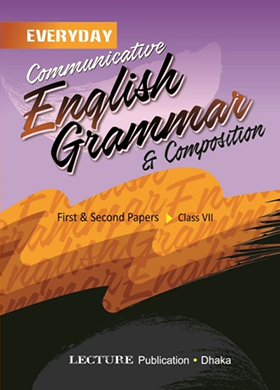 EVERYDAY
Communicative
English
Grammar
& Composition
First & Second Papers Class VII
LECTURE Publication • Dhaka